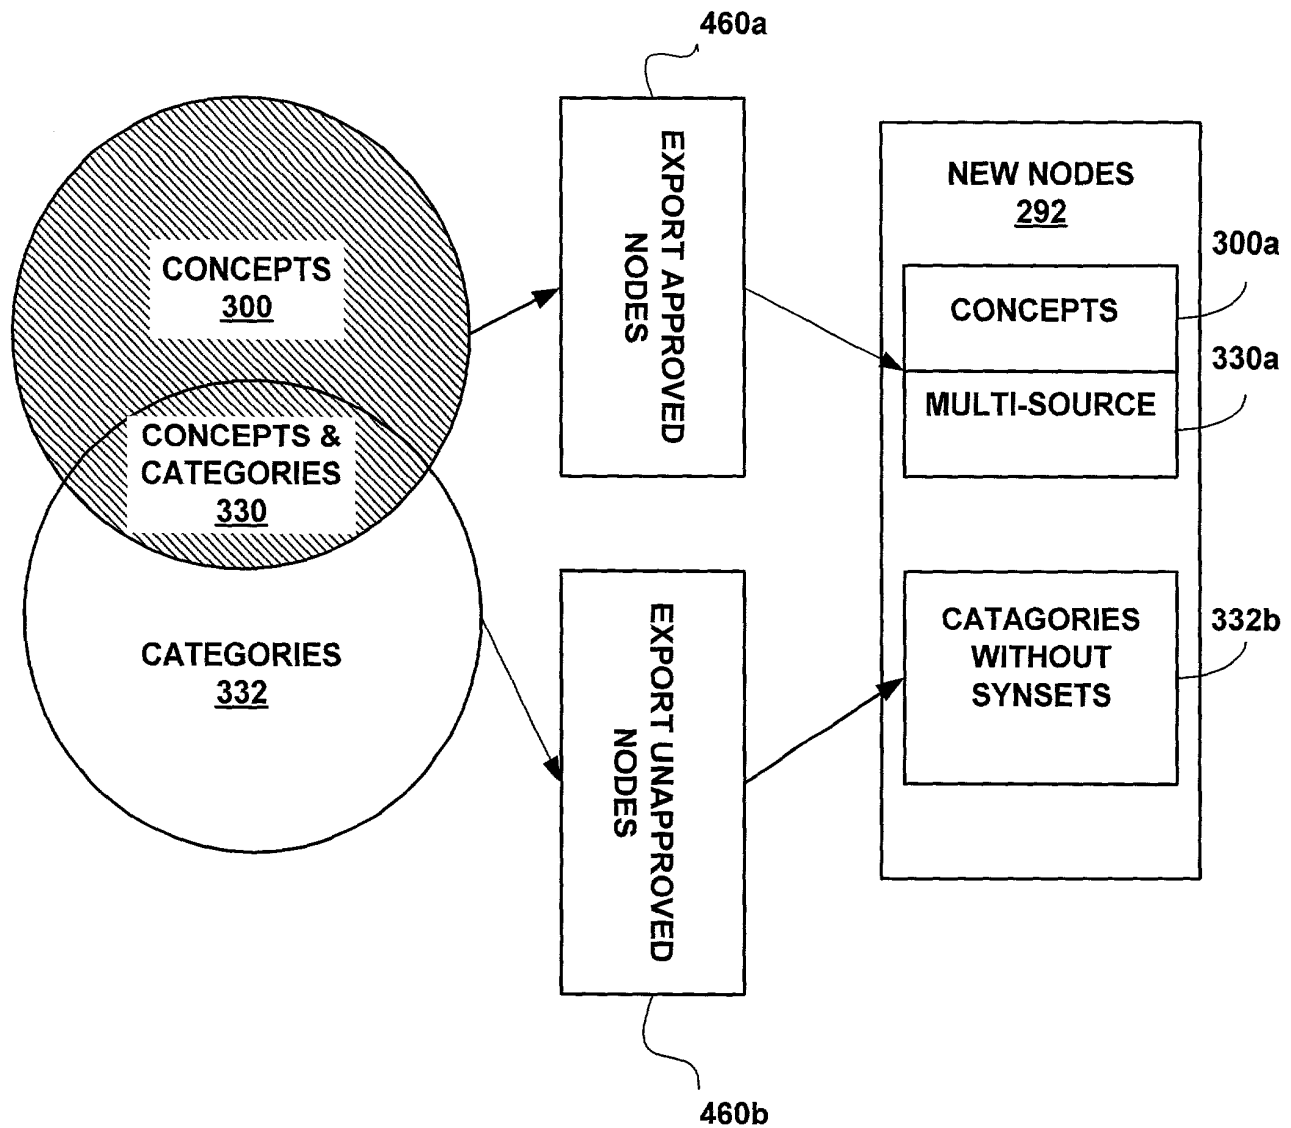 460a
CONCEPTS
300
CONCEPTS &
CATEGORIES
330
CATEGORIES
332
EXPORT APPROVED
NODES
EXPORT UNAPPROVED
NODES
460b
NEW NODES
292
300a
CONCEPTS
330a
MULTI-SOURCE
CATAGORIES
WITHOUT
SYNSETS
332b